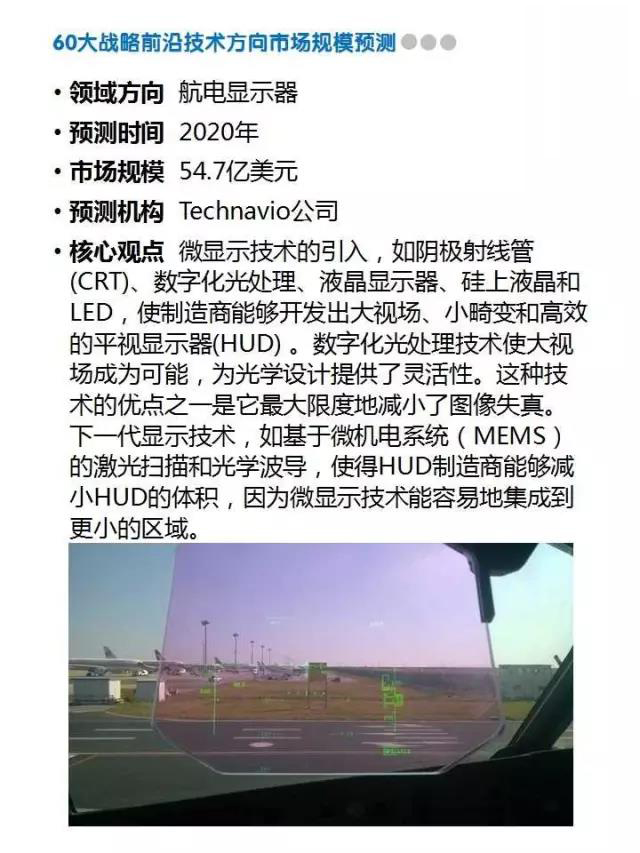 60大战略前沿技术方向市场规模预测
• 领域方向 航电显示器
• 预测时间 2020年
• 市场规模 54.7亿美元
• 预测机构 Technavio公司
• 核心观点 微显示技术的引入，如阴极射线管
(CRT)、数字化光处理、液晶显示器、硅上液晶和
LED，使制造商能够开发出大视场、小畸变和高效
的平视显示器(HUD) 。数字化光处理技术使大视
场成为可能，为光学设计提供了灵活性。这种技
术的优点之一是它最大限度地减小了图像失真。
下一代显示技术，如基于微机电系统（MEMS）
的激光扫描和光学波导，使得HUD制造商能够减
小HUD的体积，因为微显示技术能容易地集成到
更小的区域。